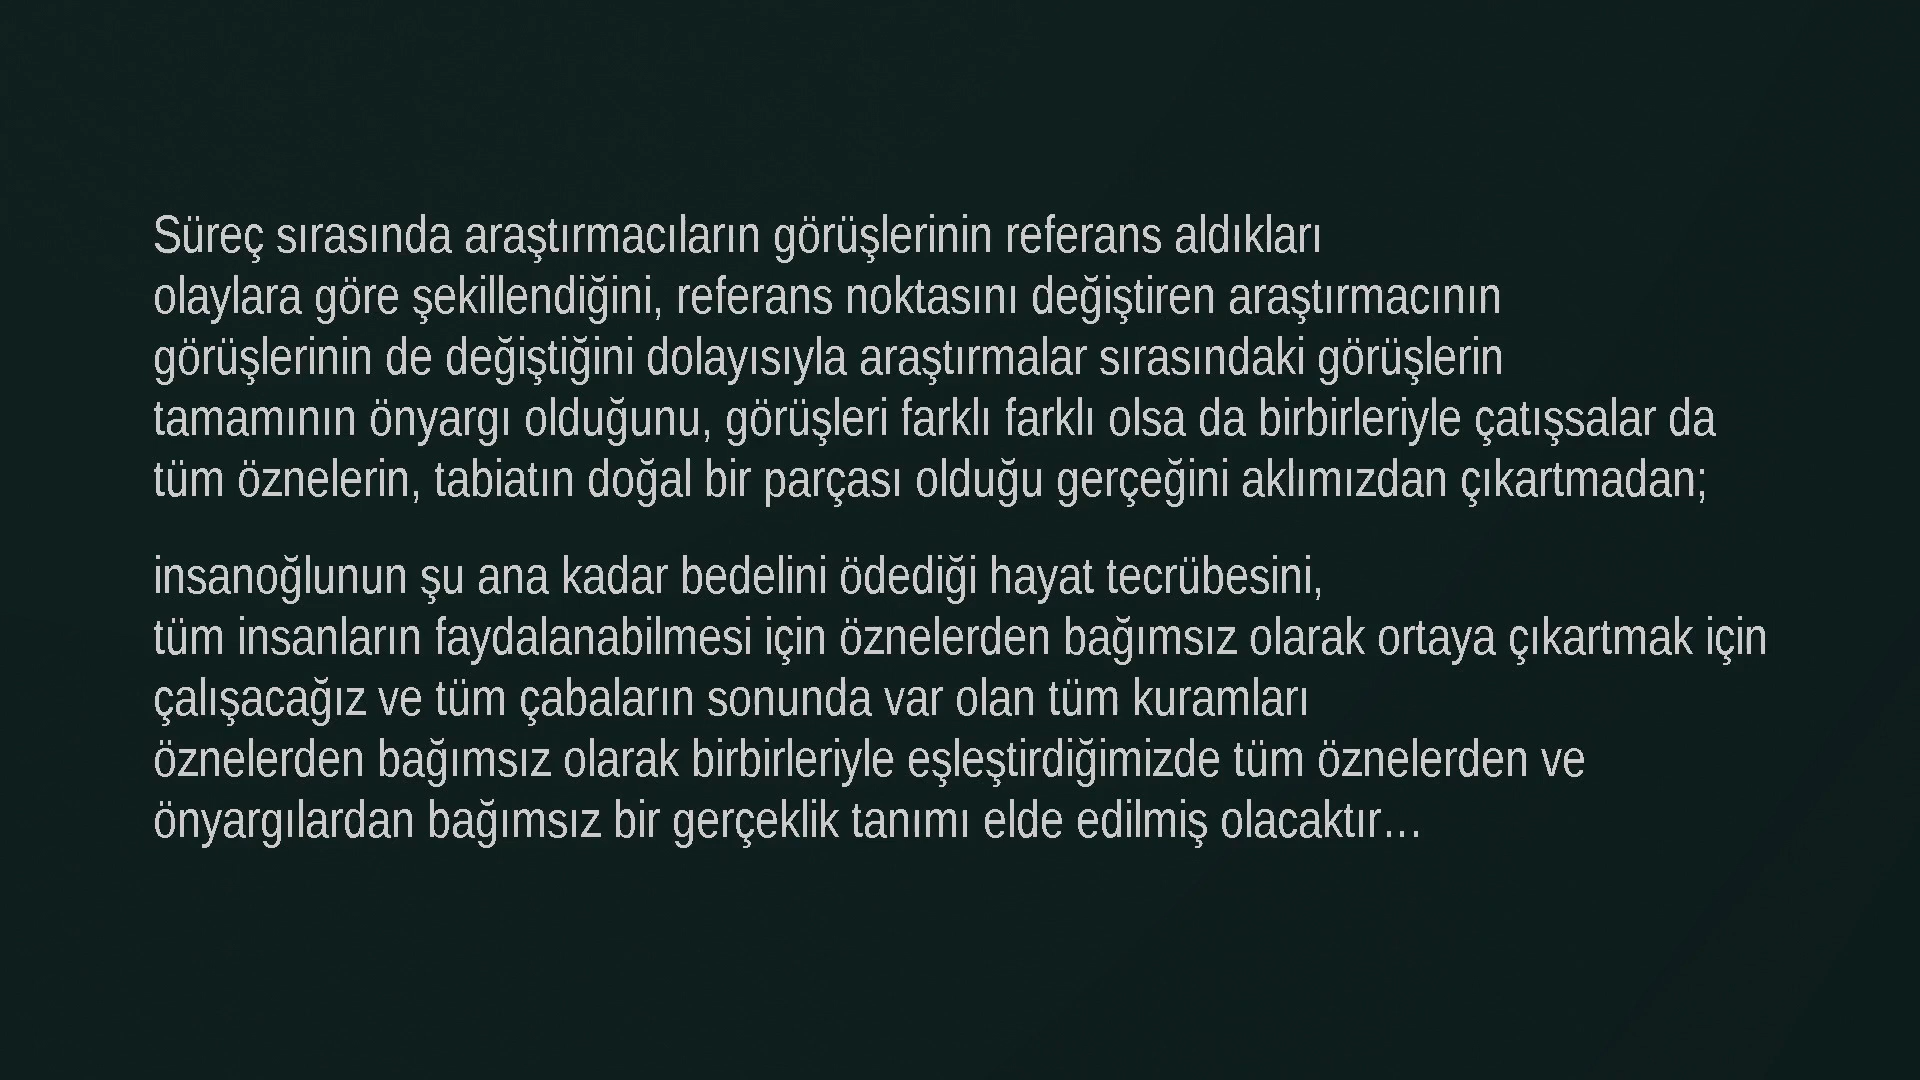 Süreç sırasında araştırmacıların görüşlerinin referans aldıkları
olaylara göre şekillendiğini, referans noktasını değiştiren araştırmacının
görüşlerinin de değiştiğini dolayısıyla araştırmalar sırasındaki görüşlerin
tamamının önyargı olduğunu, görüşleri farklı farklı olsa da birbirleriyle çatışsalar da
tüm öznelerin, tabiatın doğal bir parçası olduğu gerçeğini aklımızdan çıkartmadan;
insanoğlunun şu ana kadar bedelini ödediği hayat tecrübesini,
tüm insanların faydalanabilmesi için öznelerden bağımsız olarak ortaya çıkartmak için
çalışacağız ve tüm çabaların sonunda var olan tüm kuramları
öznelerden bağımsız olarak birbirleriyle eşleştirdiğimizde tüm öznelerden ve
önyargılardan bağımsız bir gerçeklik tanımı elde edilmiş olacaktır…